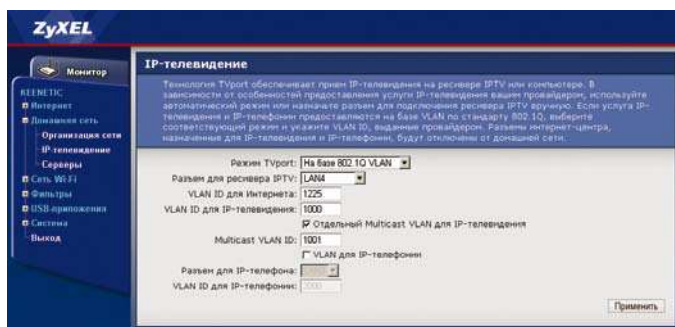 ZyXEL
Монитор
KEENETIC
Интернет
Домашняя сеть
Организация сети
IP-телевидение
Серверы
Сеть Wi-Fi
Фильтры
USB-приложения
Система
Выход
IP-телевидение
Технология TVport обеспечивает прием IP-телевидения на ресивере IPTV или компьютере. В
зависимости от особенностей предоставления услуги IP-телевидения вашим провайдером, используйте
автоматический режим или назначьте разъем для подключения ресивера IPTV вручную. Если услуга IP-
телевидения и IP-телефонии предоставляются на базе VLAN по стандарту 802.1Q, выберите
соответствующий режим и укажите VLAN ID, выданные провайдером. Разъемы интернет-центра,
назначенные для IP-телевидения и IP-телефонии, будут отключены от домашней сети.
Режим TVport: На базе 802.1Q VLAN
Разъем для ресивера IPTV: LAN4
VLAN ID для Интернета: 1225
VLAN ID для IP-телевидения: 1000
Отдельный Multicast VLAN для IP-телевидения
Multicast VLAN ID: 1001
VLAN для IP-телефонии
Разъем для IP-телефона:
VLAN ID для IP-телефонии:
Применить